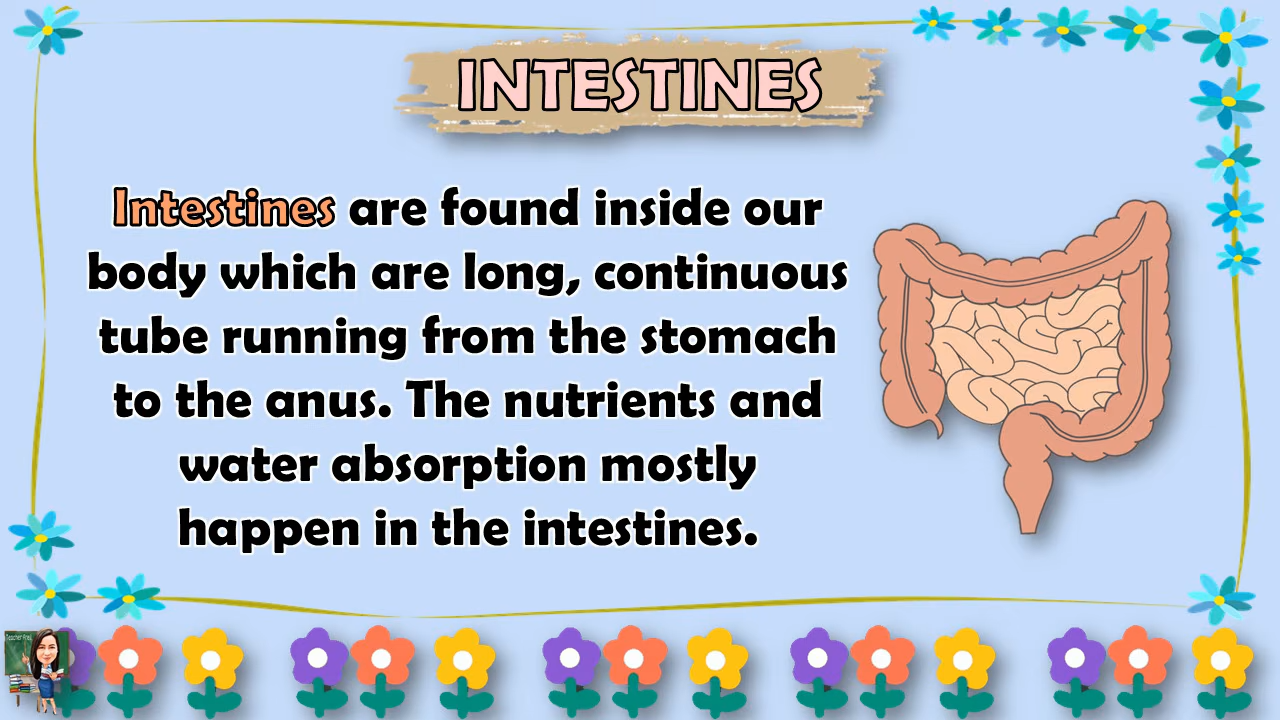 INTESTINES
Intestines are found inside our
body which are long, continuous
tube running from the stomach
to the anus. The nutrients and
water absorption mostly
happen in the intestines.